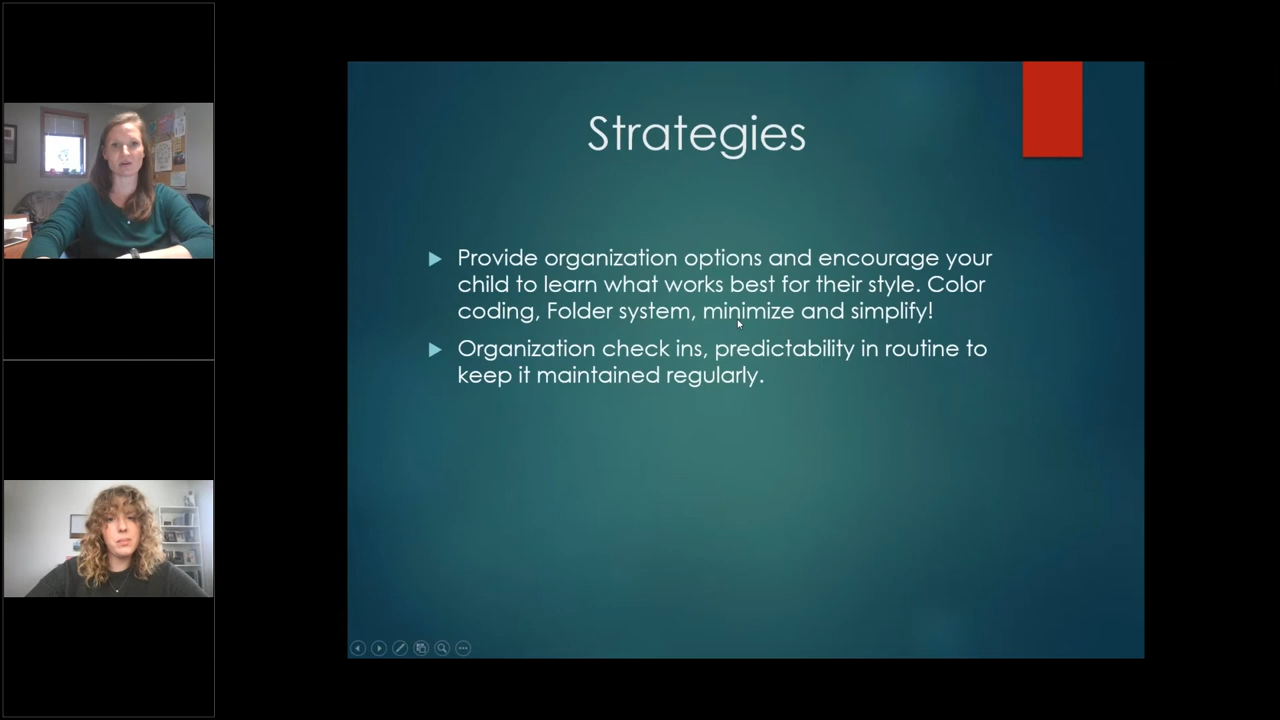 Strategies
Provide organization options and encourage your
child to learn what works best for their style. Color
coding, Folder system, minimize and simplify!
Organization check ins, predictability in routine to
keep it maintained regularly.